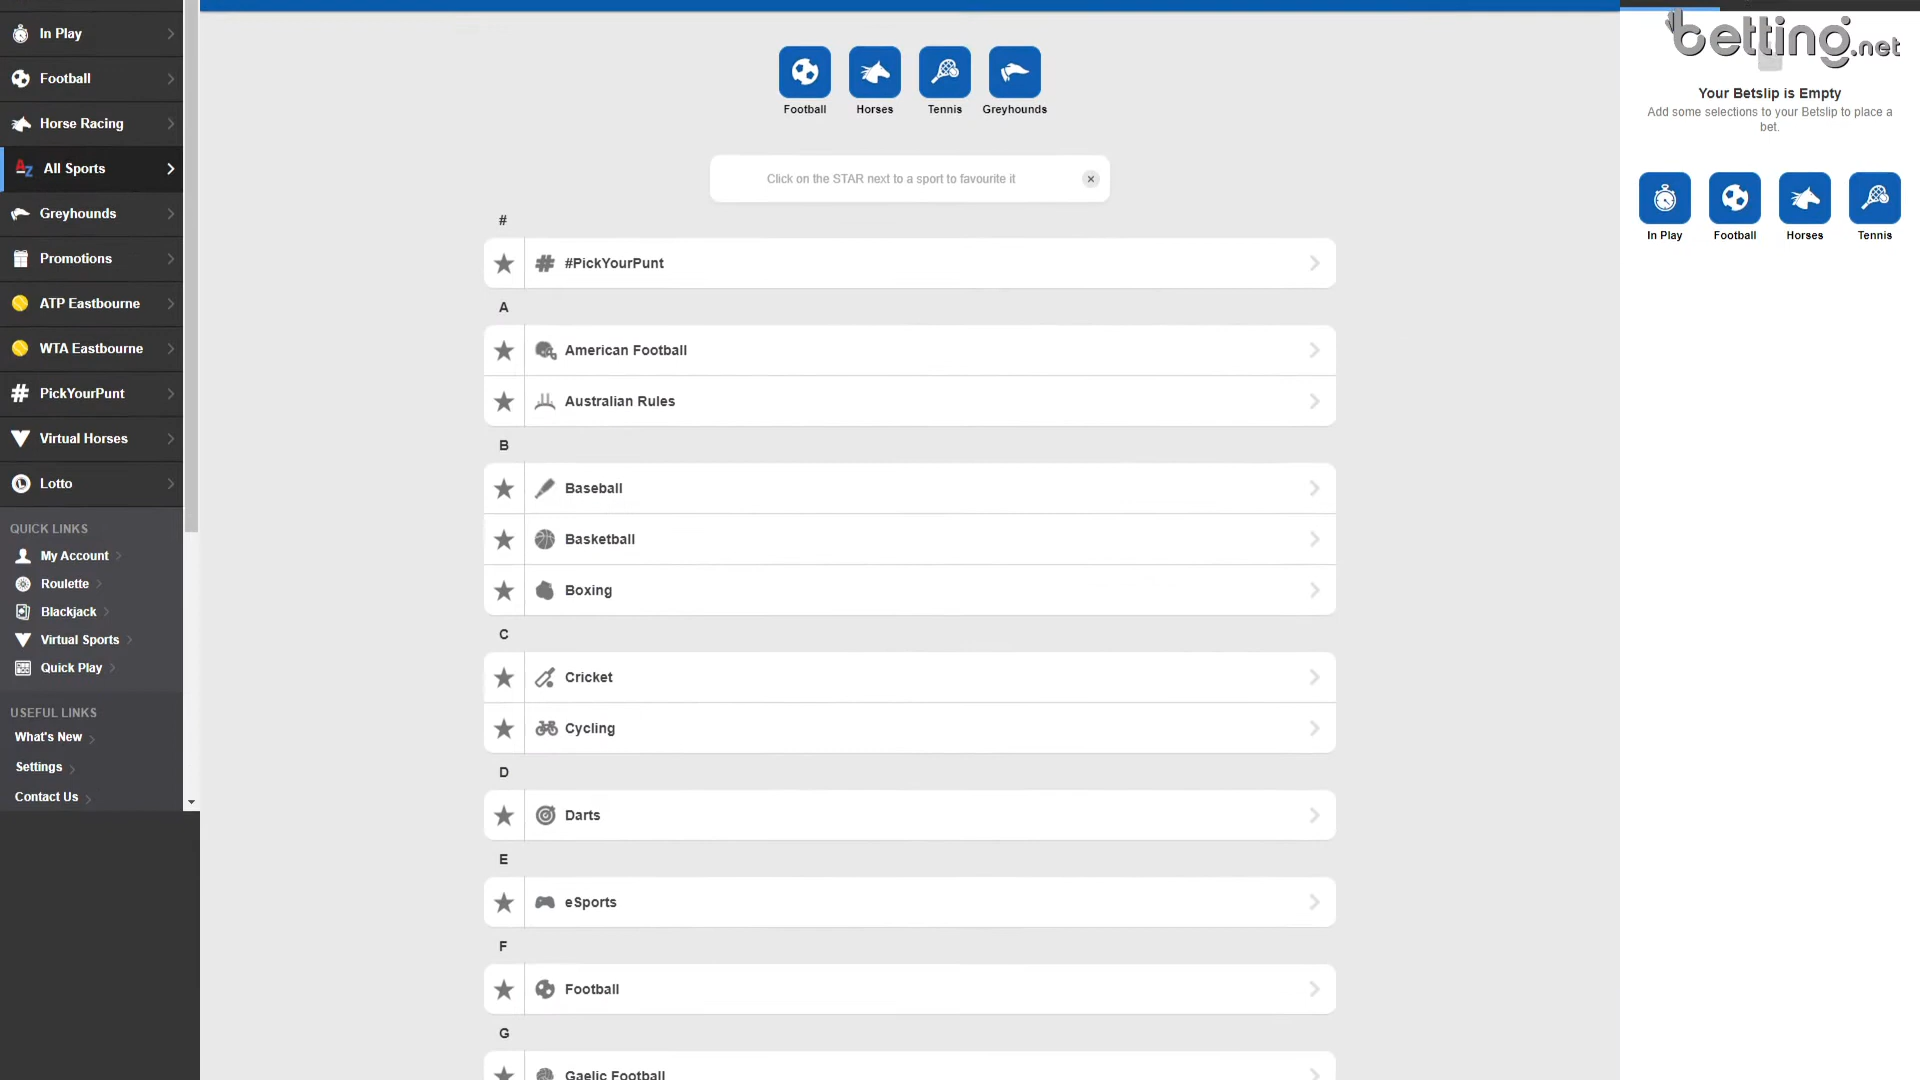 In Play
Football
Horse Racing
AZ All Sports
Greyhounds
Promotions
ATP Eastbourne
WTA Eastbourne
# PickYourPunt
Virtual Horses
L Lotto
QUICK LINKS
My Account
Roulette
Blackjack
Virtual Sports
Quick Play
USEFUL LINKS
What's New
Settings
Contact Us
Football Horses Tennis Greyhounds
Click on the STAR next to a sport to favourite it
#
# #PickYourPunt
A
American Football
Australian Rules
B
Baseball
Basketball
Boxing
C
Cricket
Cycling
D
Darts
E
eSports
F
Football
G
Gaelic Football
betting.net
Your Betslip is Empty
Add some selections to your Betslip to place a
bet.
In Play Football Horses Tennis